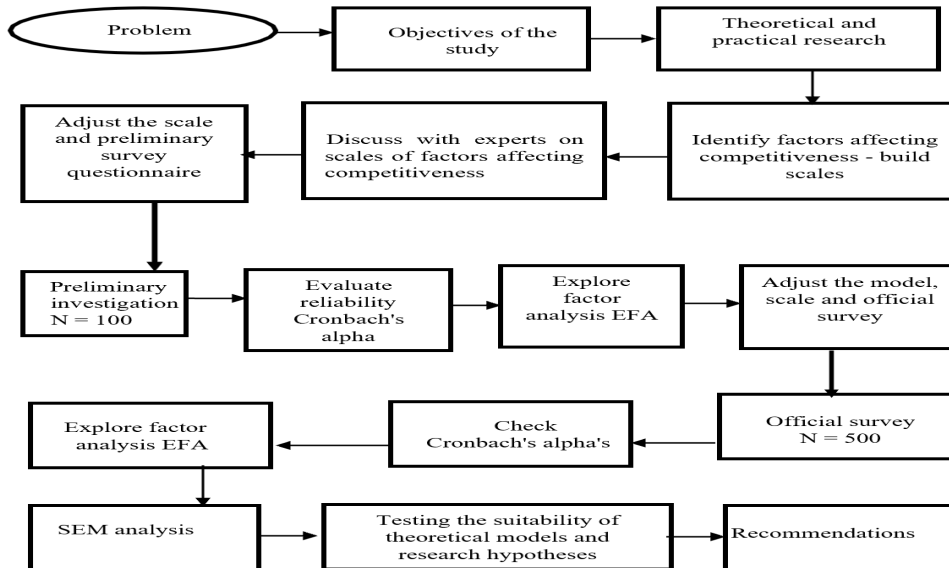 Problem
Objectives of the
study
Theoretical and
practical research
Identify factors affecting
competitiveness - build
scales
Discuss with experts on
scales of factors affecting
competitiveness
Adjust the scale
and preliminary
survey
questionnaire
Preliminary
investigation
N = 100
Evaluate
reliability
Cronbach's
alpha
Explore
factor
analysis EFA
Adjust the model,
scale and official
survey
Official survey
N = 500
Check
Cronbach's alpha's
Explore factor
analysis EFA
SEM analysis
Testing the suitability of
theoretical models and
research hypotheses
Recommendations